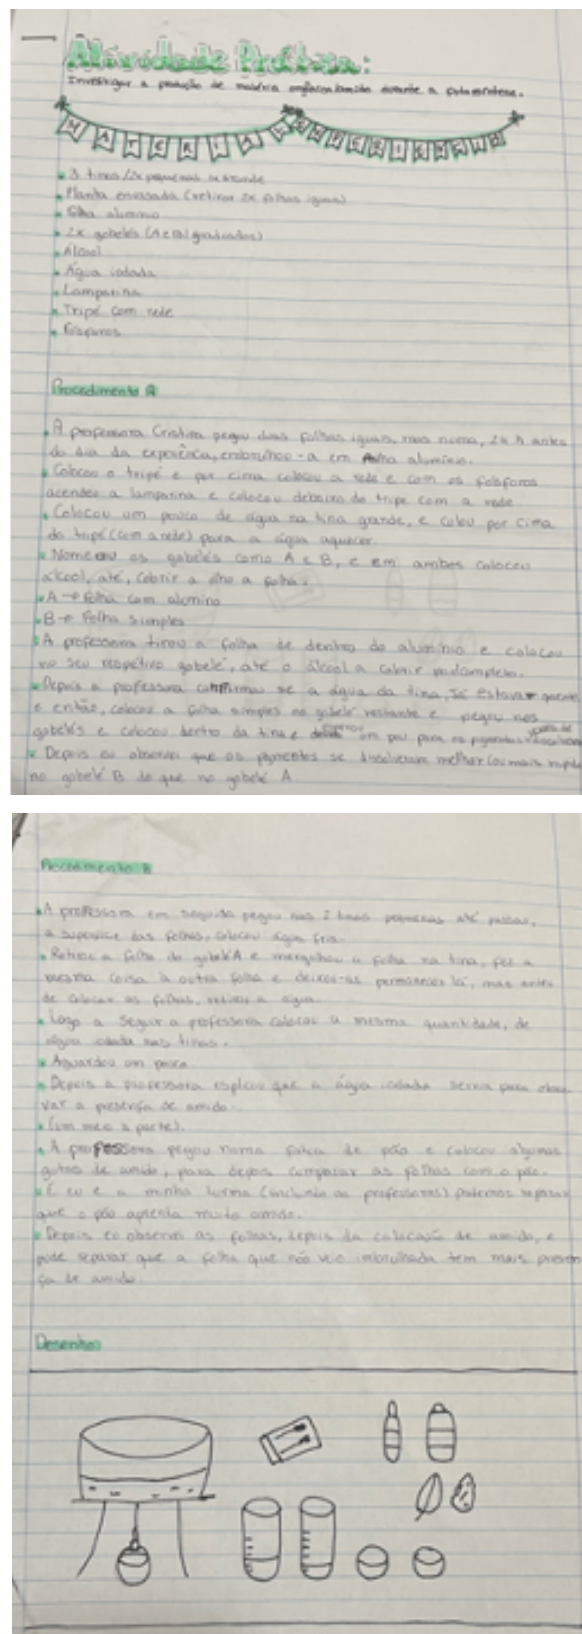 Atividade Prática:
Investigar a produção de matéria orgânica (amido) durante a fotossíntese.
MATERIAL EXPERIÊNCIA
3 tinas/2x pequenas 1x grande
Planta envasada (retirar 2x folhas iguais)
folha alumínio
2x gobelés (A e B/graduados)
Álcool
Água iodada
Lamparina
Tripé com rede
Fósforos
Procedimento A
A professora Cristina pegou duas folhas iguais, mas numa, 24 h antes
do dia da experiência, embrulhou-a em folha alumínio.
Colocou o tripé e por cima colocou a rede e com os fósforos
acendeu a lamparina e colocou debaixo do tripe com a rede.
Colocou um pouco de água na tina grande, e colou por cima
do tripé (com a rede) para a água aquecer.
Nomeou os gobelés como A e B, e em ambos colocou
álcool, até, cobrir a olho a folha.
A → Folha com alomino
B → Folha simples
A professora tirou a folha de dentro do alumínio e colocou
no seu respétivo gobelé, até o álcool a cobrir por completo.
Depois a professora confirmou se a água da tina, já estava quente
e então, colocou a folha simples no gobelé restante e pegou nos
gobelés e colocou dentro da tina e esperou um pou para os pigmentos
Depois eu observei que os pigmentos se dissolveram melhor (ou mais rapido
no gobelé B do que no gobelé A.
Procedimento B
A professora em seguida pegou nas 2 tinas pequenas até passar,
a superficie das folhas, colocou água fria.
Retirou a folha do gobelé A e mergulhou a folha na tina, fez a
mesma coisa à outra folha e deixou-as permanecer lá, mas antes
de colocar as folhas, retirou a água.
Logo a seguir a professora colocou a mesma quantidade, de
água iodada nas tinas.
Aguardou um pouco
Depois a professora explicou que a água iodada servia para obser
var a presença de amido.
(um meio à parte).
A professora pegou numa fatia de pão e colocou algumas
gotas de amido, para depois comparar as folhas com o pão.
E eu e a minha turma (incluindo as professoras) podemos reparar
que o pão aprenta muito amido.
Depois eu observei as folhas, depois da colocação de amido, e
pode reparar que a folha que não veio imbrulhada tem mais presen
ça de amido.
Desenho: